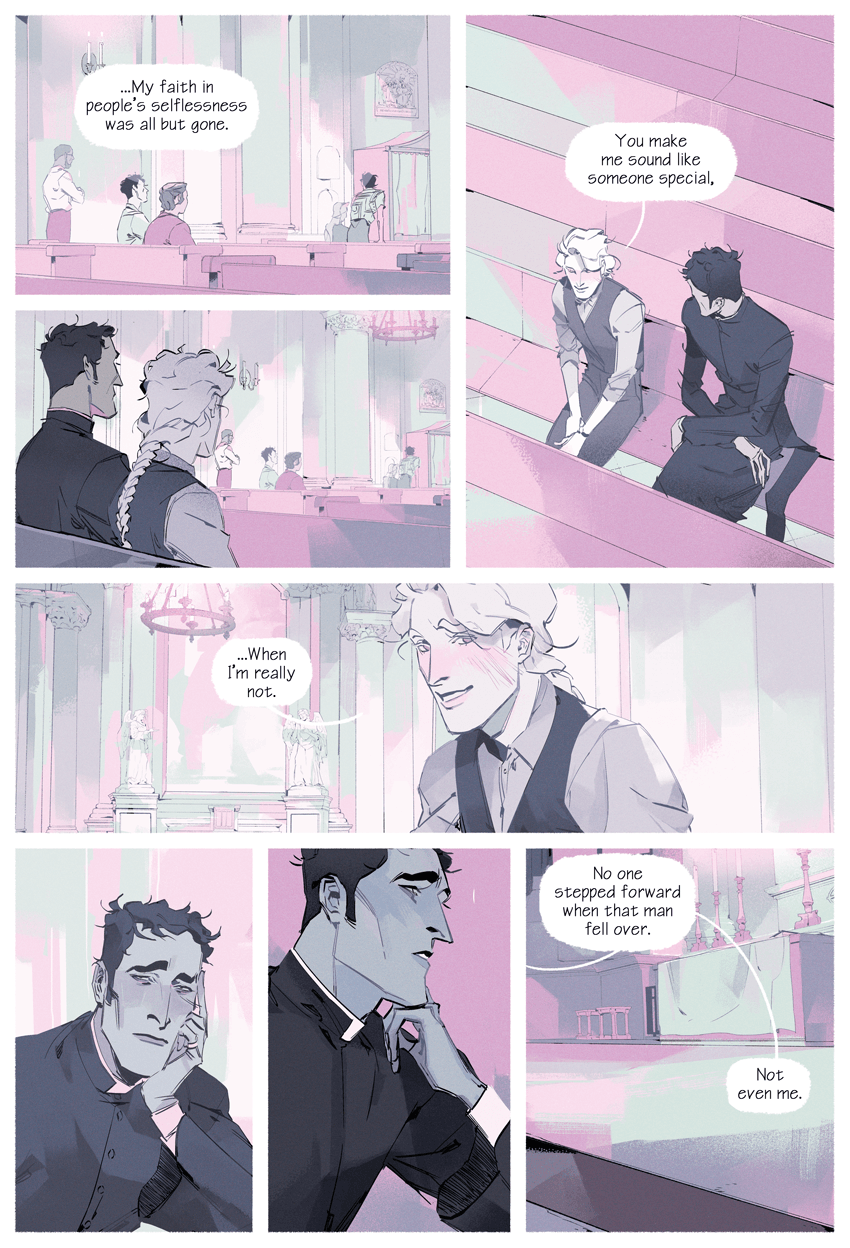 ...My faith in
people's selflessness
was all but gone.
You make
me sound like
someone special,
...When
I'm really
not.
No one
stepped forward
when that man
fell over.
Not
even me.